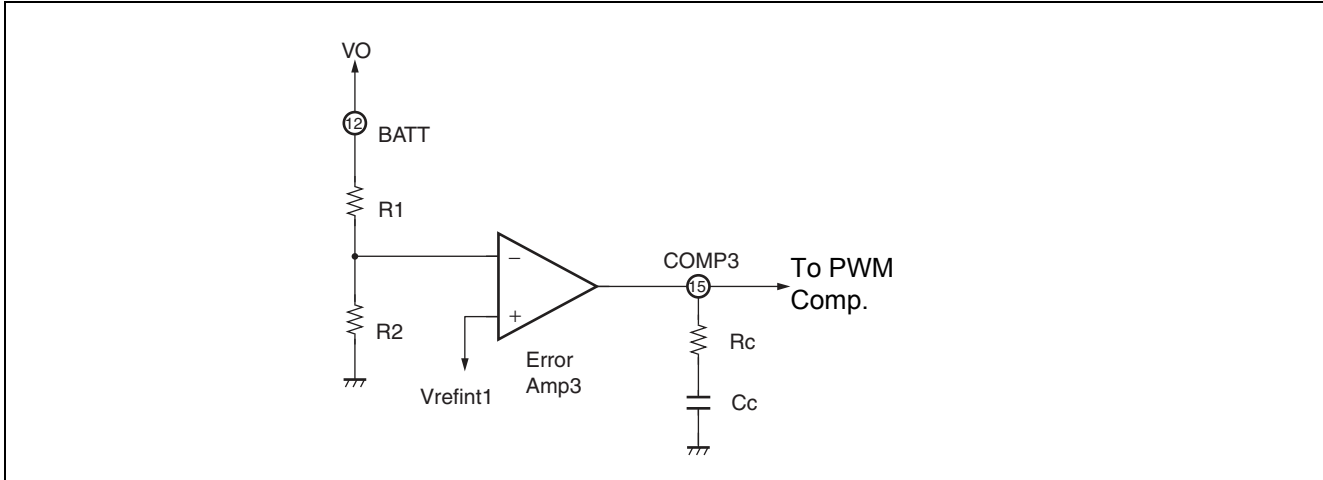 VO
12
BATT
R1
−
COMP3
15
To PWM
Comp.
R2
+
Vrefint1
Error
Amp3
Rc
Cc